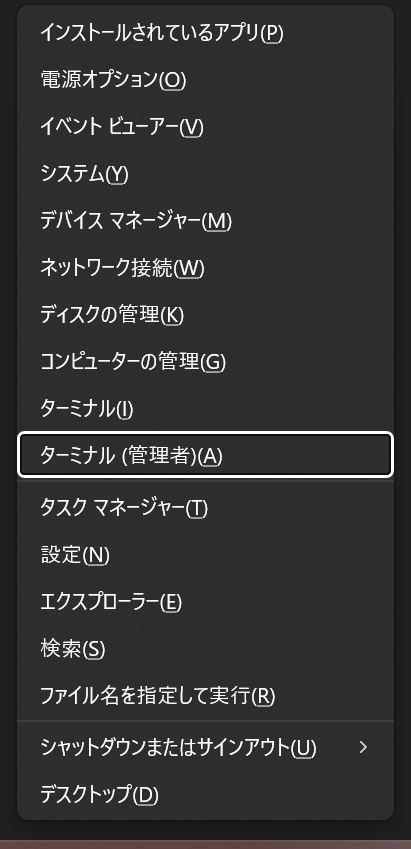 インストールされているアプリ(P)
電源オプション(O)
イベント ビューアー(V)
システム(Y)
デバイス マネージャー(M)
ネットワーク接続(W)
ディスクの管理(K)
コンピューターの管理(G)
ターミナル(I)
ターミナル (管理者)(A)
タスク マネージャー(T)
設定(N)
エクスプローラー(E)
検索(S)
ファイル名を指定して実行(R)
シャットダウンまたはサインアウト(U)
デスクトップ(D)